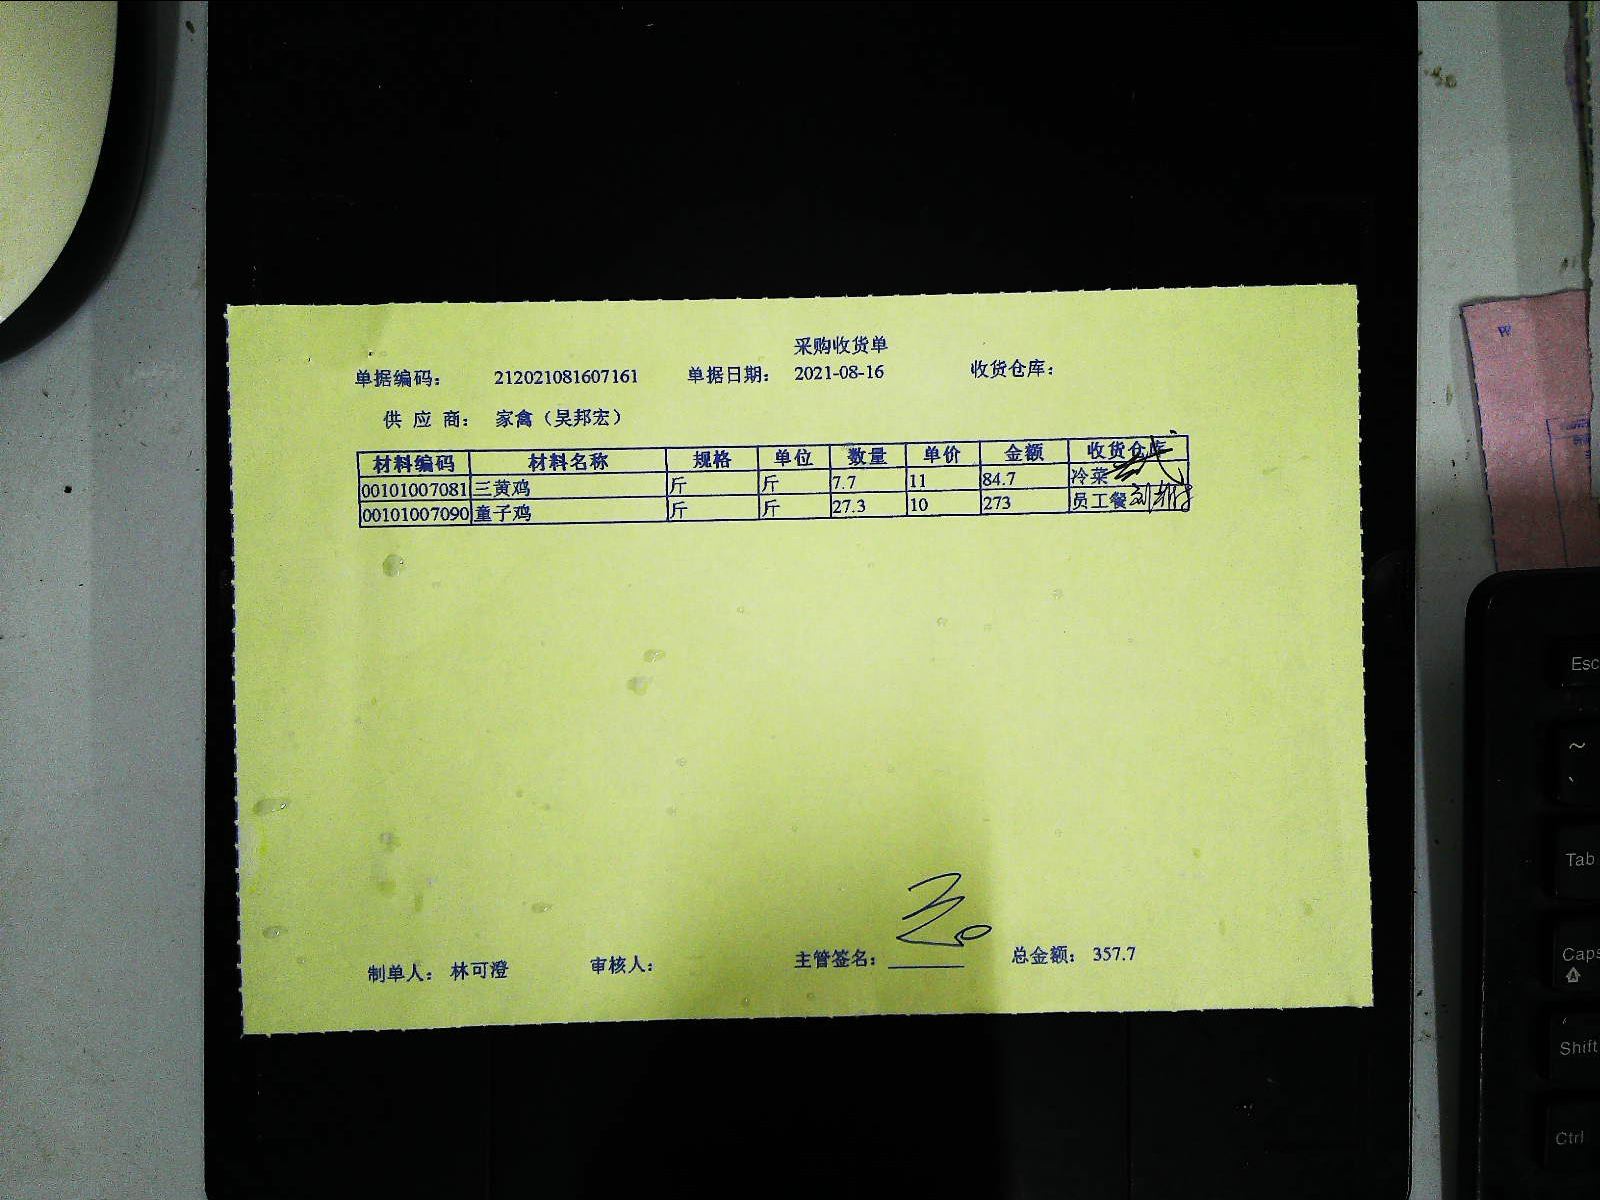 采购收货单
单据编码： 212021081607161 单据日期： 2021-08-16 收货仓库：
供 应 商： 家禽（吴邦宏）
材料编码 材料名称 规格 单位 数量 单价 金额 收货仓库
00101007081 三黄鸡 斤 斤 7.7 11 84.7 冷菜
00101007090 童子鸡 斤 斤 27.3 10 273 员工餐
制单人： 林可澄 审核人： 主管签名： 总金额： 357.7
Esc
~
Tab
Caps
Shift
Ctrl